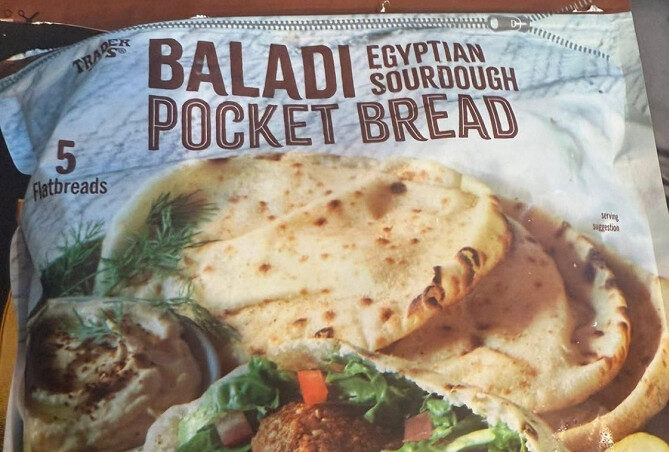 TRADER
JOE'S
BALADI EGYPTIAN
SOURDOUGH
POCKET BREAD
5
Flatbreads
serving
suggestion